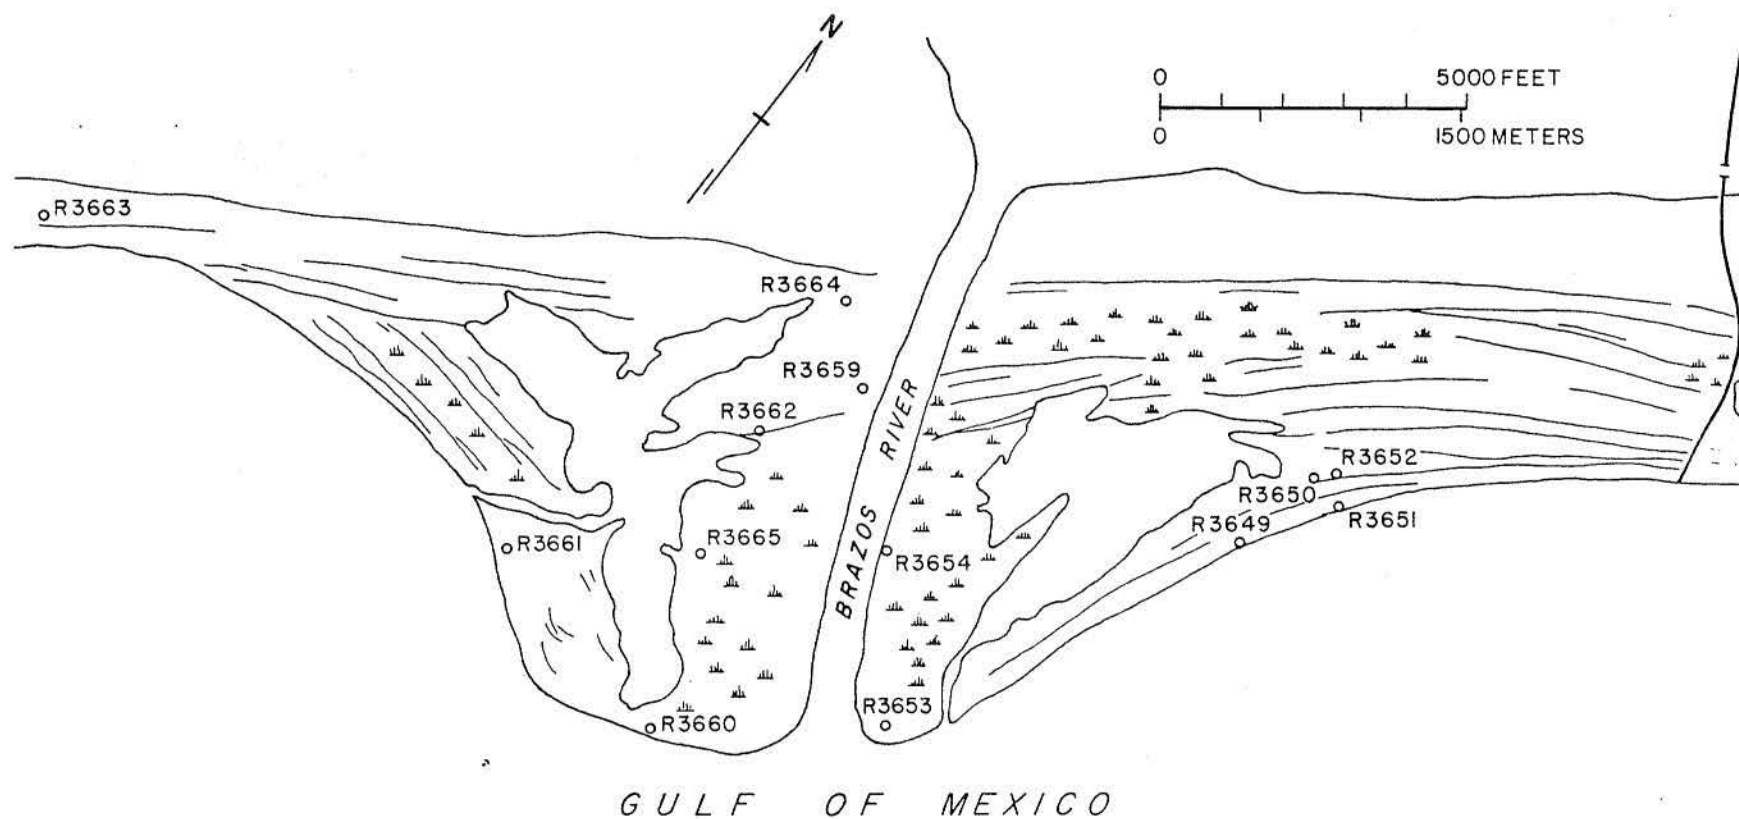 N
0 5000 FEET
0 1500 METERS
R3663
R3664
R3659
R3662
BRAZOS RIVER
R3652
R3650
R3649
R3651
R3661
R3665
R3654
R3660
R3653
GULF OF MEXICO